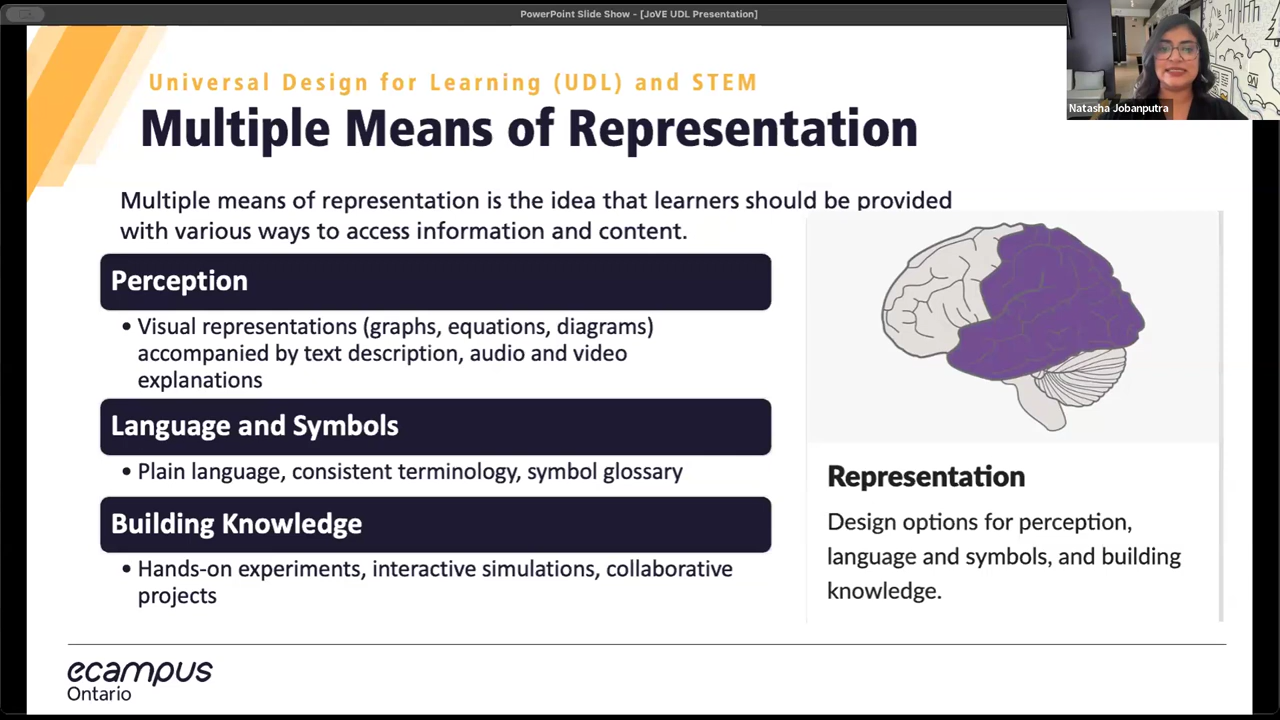 PowerPoint Slide Show - [JoVE UDL Presentation]
Natasha Jobanputra
Universal Design for Learning (UDL) and STEM
Multiple Means of Representation
Multiple means of representation is the idea that learners should be provided
with various ways to access information and content.
Perception
• Visual representations (graphs, equations, diagrams)
accompanied by text description, audio and video
explanations
Language and Symbols
• Plain language, consistent terminology, symbol glossary
Building Knowledge
• Hands-on experiments, interactive simulations, collaborative
projects
Representation
Design options for perception,
language and symbols, and building
knowledge.
ecampus
Ontario